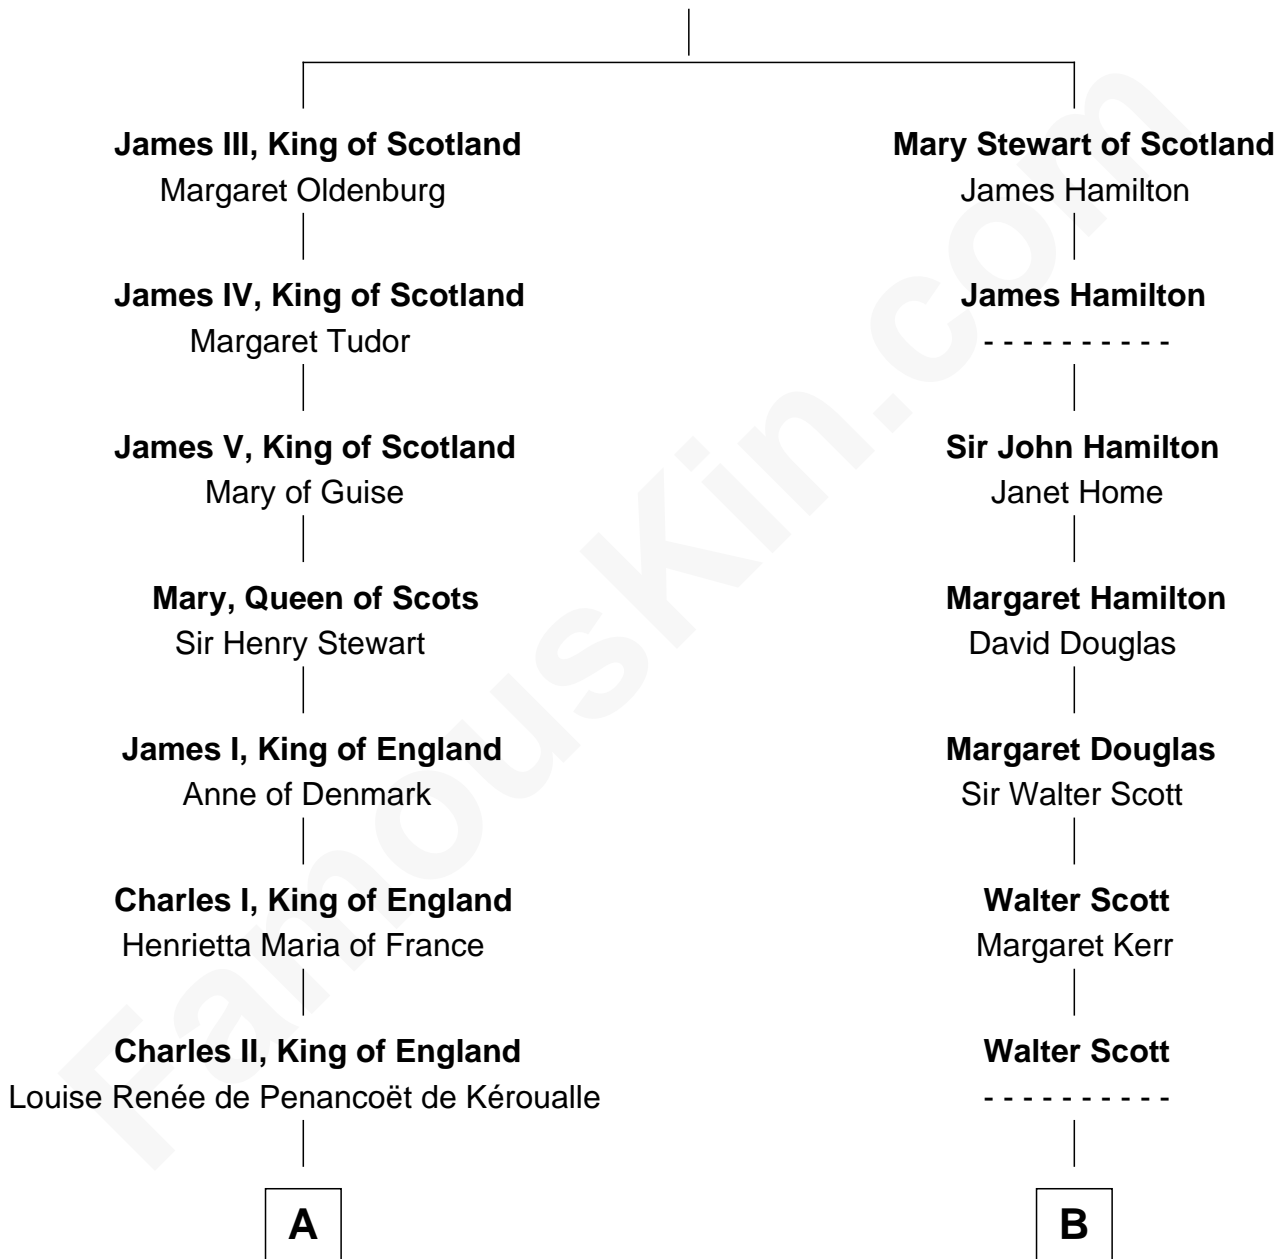 James III, King of Scotland
Margaret Oldenburg
Mary Stewart of Scotland
James Hamilton
James IV, King of Scotland
Margaret Tudor
James Hamilton
- - - - - - - - - -
James V, King of Scotland
Mary of Guise
Sir John Hamilton
Janet Home
Mary, Queen of Scots
Sir Henry Stewart
Margaret Hamilton
David Douglas
James I, King of England
Anne of Denmark
Margaret Douglas
Sir Walter Scott
Charles I, King of England
Henrietta Maria of France
Walter Scott
Margaret Kerr
Charles II, King of England
Louise Renée de Penancoët de Kéroualle
Walter Scott
- - - - - - - - - -
A
B
FamousKin.com